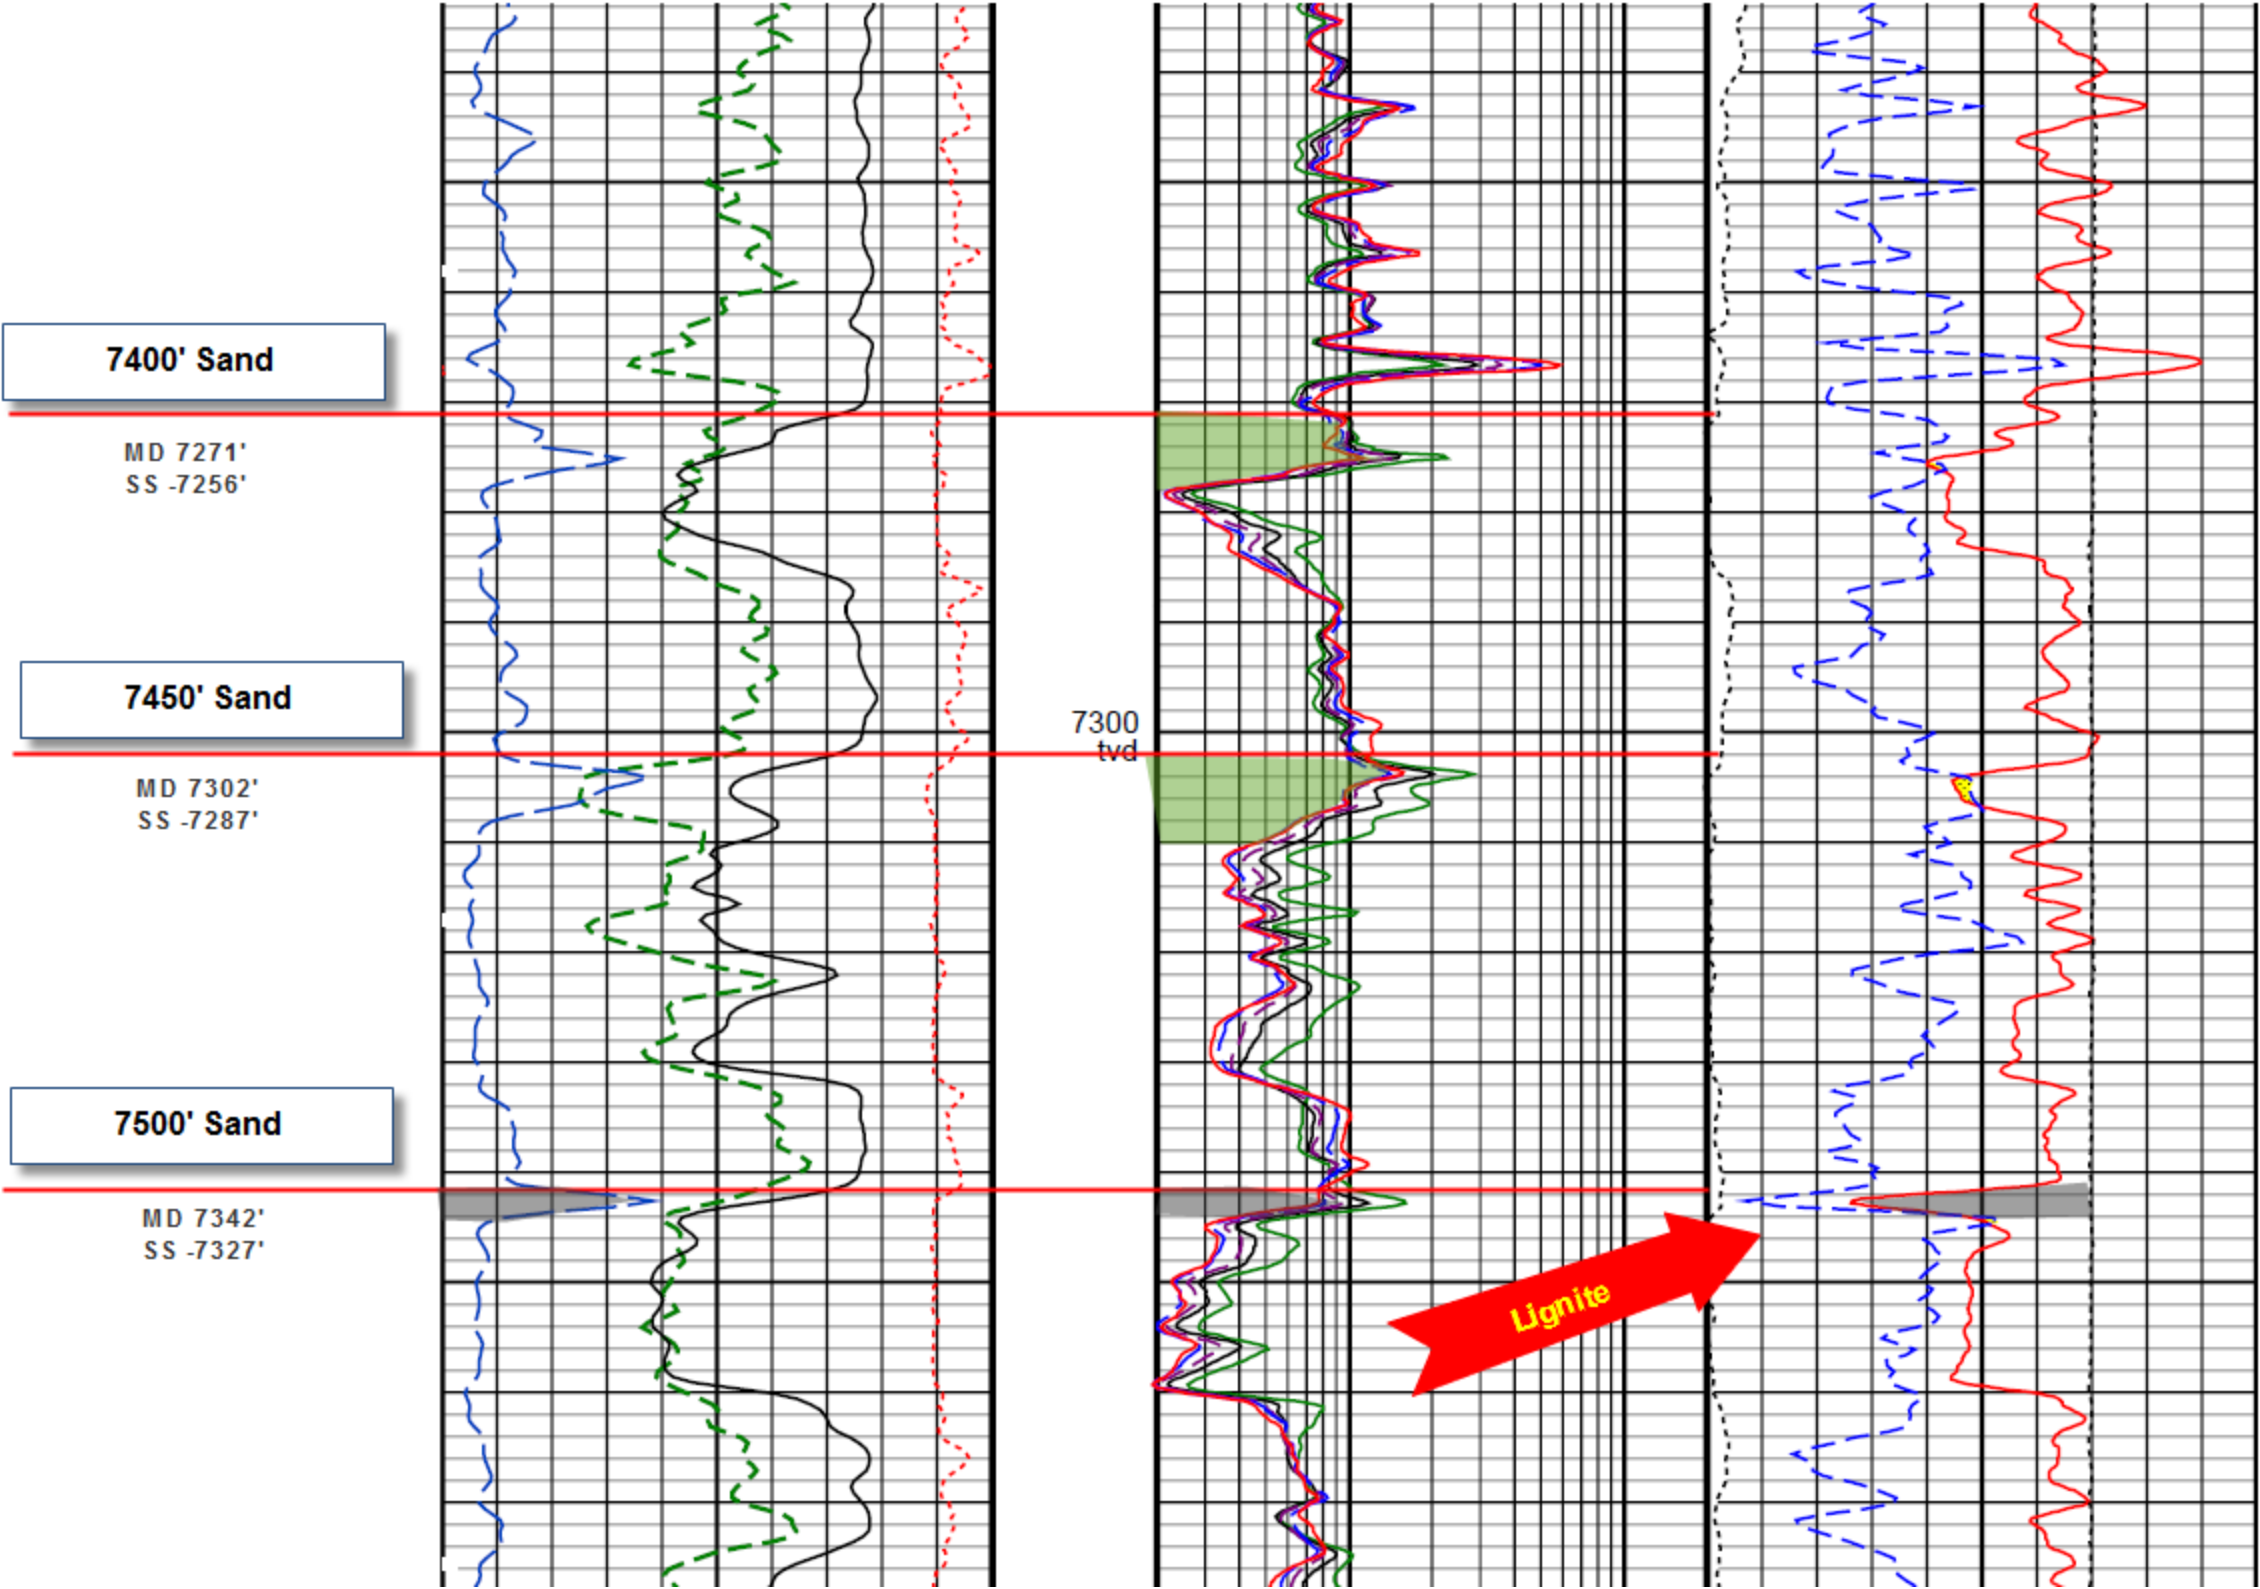 7400' Sand
MD 7271'
SS -7256'
7450' Sand
7300
tvd
MD 7302'
SS -7287'
7500' Sand
MD 7342'
SS -7327'
Lignite